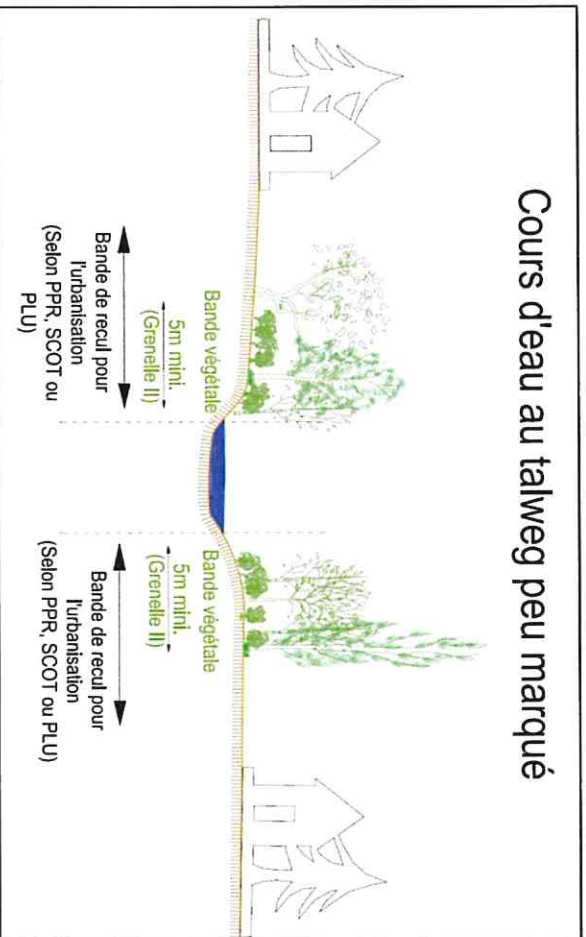 Cours d'eau au talweg peu marqué
Bande végétale
5m mini.
(Grenelle II)
Bande de recul pour
l'urbanisation
(Selon PPR, SCOT ou
PLU)
Bande végétale
5m mini.
(Grenelle II)
Bande de recul pour
l'urbanisation
(Selon PPR, SCOT ou PLU)